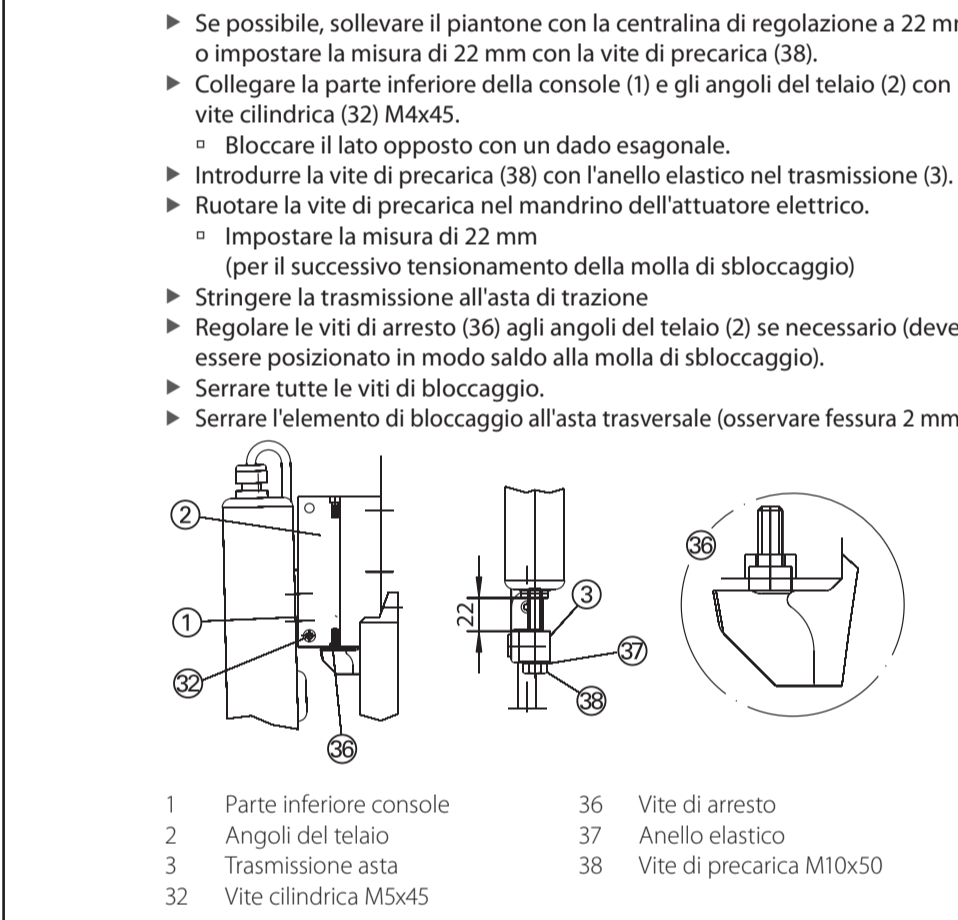 ▶ Se possibile, sollevare il piantone con la centralina di regolazione a 22 mm
o impostare la misura di 22 mm con la vite di precarica (38).
▶ Collegare la parte inferiore della console (1) e gli angoli del telaio (2) con
vite cilindrica (32) M4x45.
▫ Bloccare il lato opposto con un dado esagonale.
▶ Introdurre la vite di precarica (38) con l'anello elastico nel trasmissione (3).
▶ Ruotare la vite di precarica nel mandrino dell'attuatore elettrico.
▫ Impostare la misura di 22 mm
(per il successivo tensionamento della molla di sbloccaggio)
▶ Stringere la trasmissione all'asta di trazione
▶ Regolare le viti di arresto (36) agli angoli del telaio (2) se necessario (deve
essere posizionato in modo saldo alla molla di sbloccaggio).
▶ Serrare tutte le viti di bloccaggio.
▶ Serrare l'elemento di bloccaggio all'asta trasversale (osservare fessura 2 mm
2
1
32
36
22
3
37
38
36
1 Parte inferiore console
2 Angoli del telaio
3 Trasmissione asta
32 Vite cilindrica M5x45
36 Vite di arresto
37 Anello elastico
38 Vite di precarica M10x50